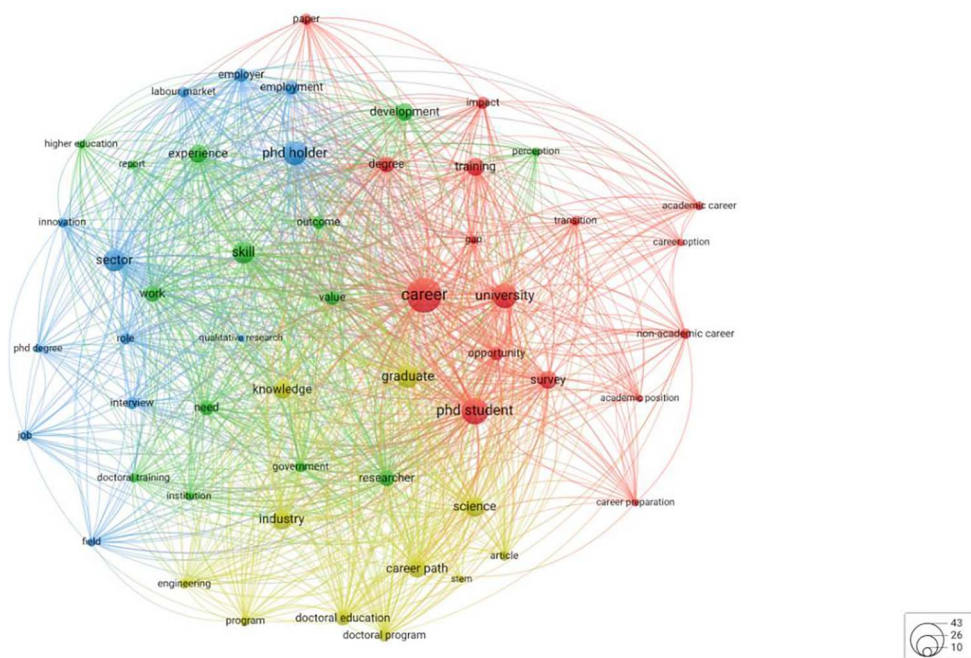 paper
employer
labour market
employment
impact
development
higher education
experience
phd holder
perception
report
degree
training
academic career
innovation
outcome
transition
gap
career option
sector
skill
work
value
career
university
non-academic career
phd degree
role
qualitative research
opportunity
graduate
survey
knowledge
academic position
interview
need
phd student
job
government
doctoral training
researcher
institution
career preparation
science
industry
field
article
career path
stem
engineering
program
doctoral education
doctoral program
43
26
10